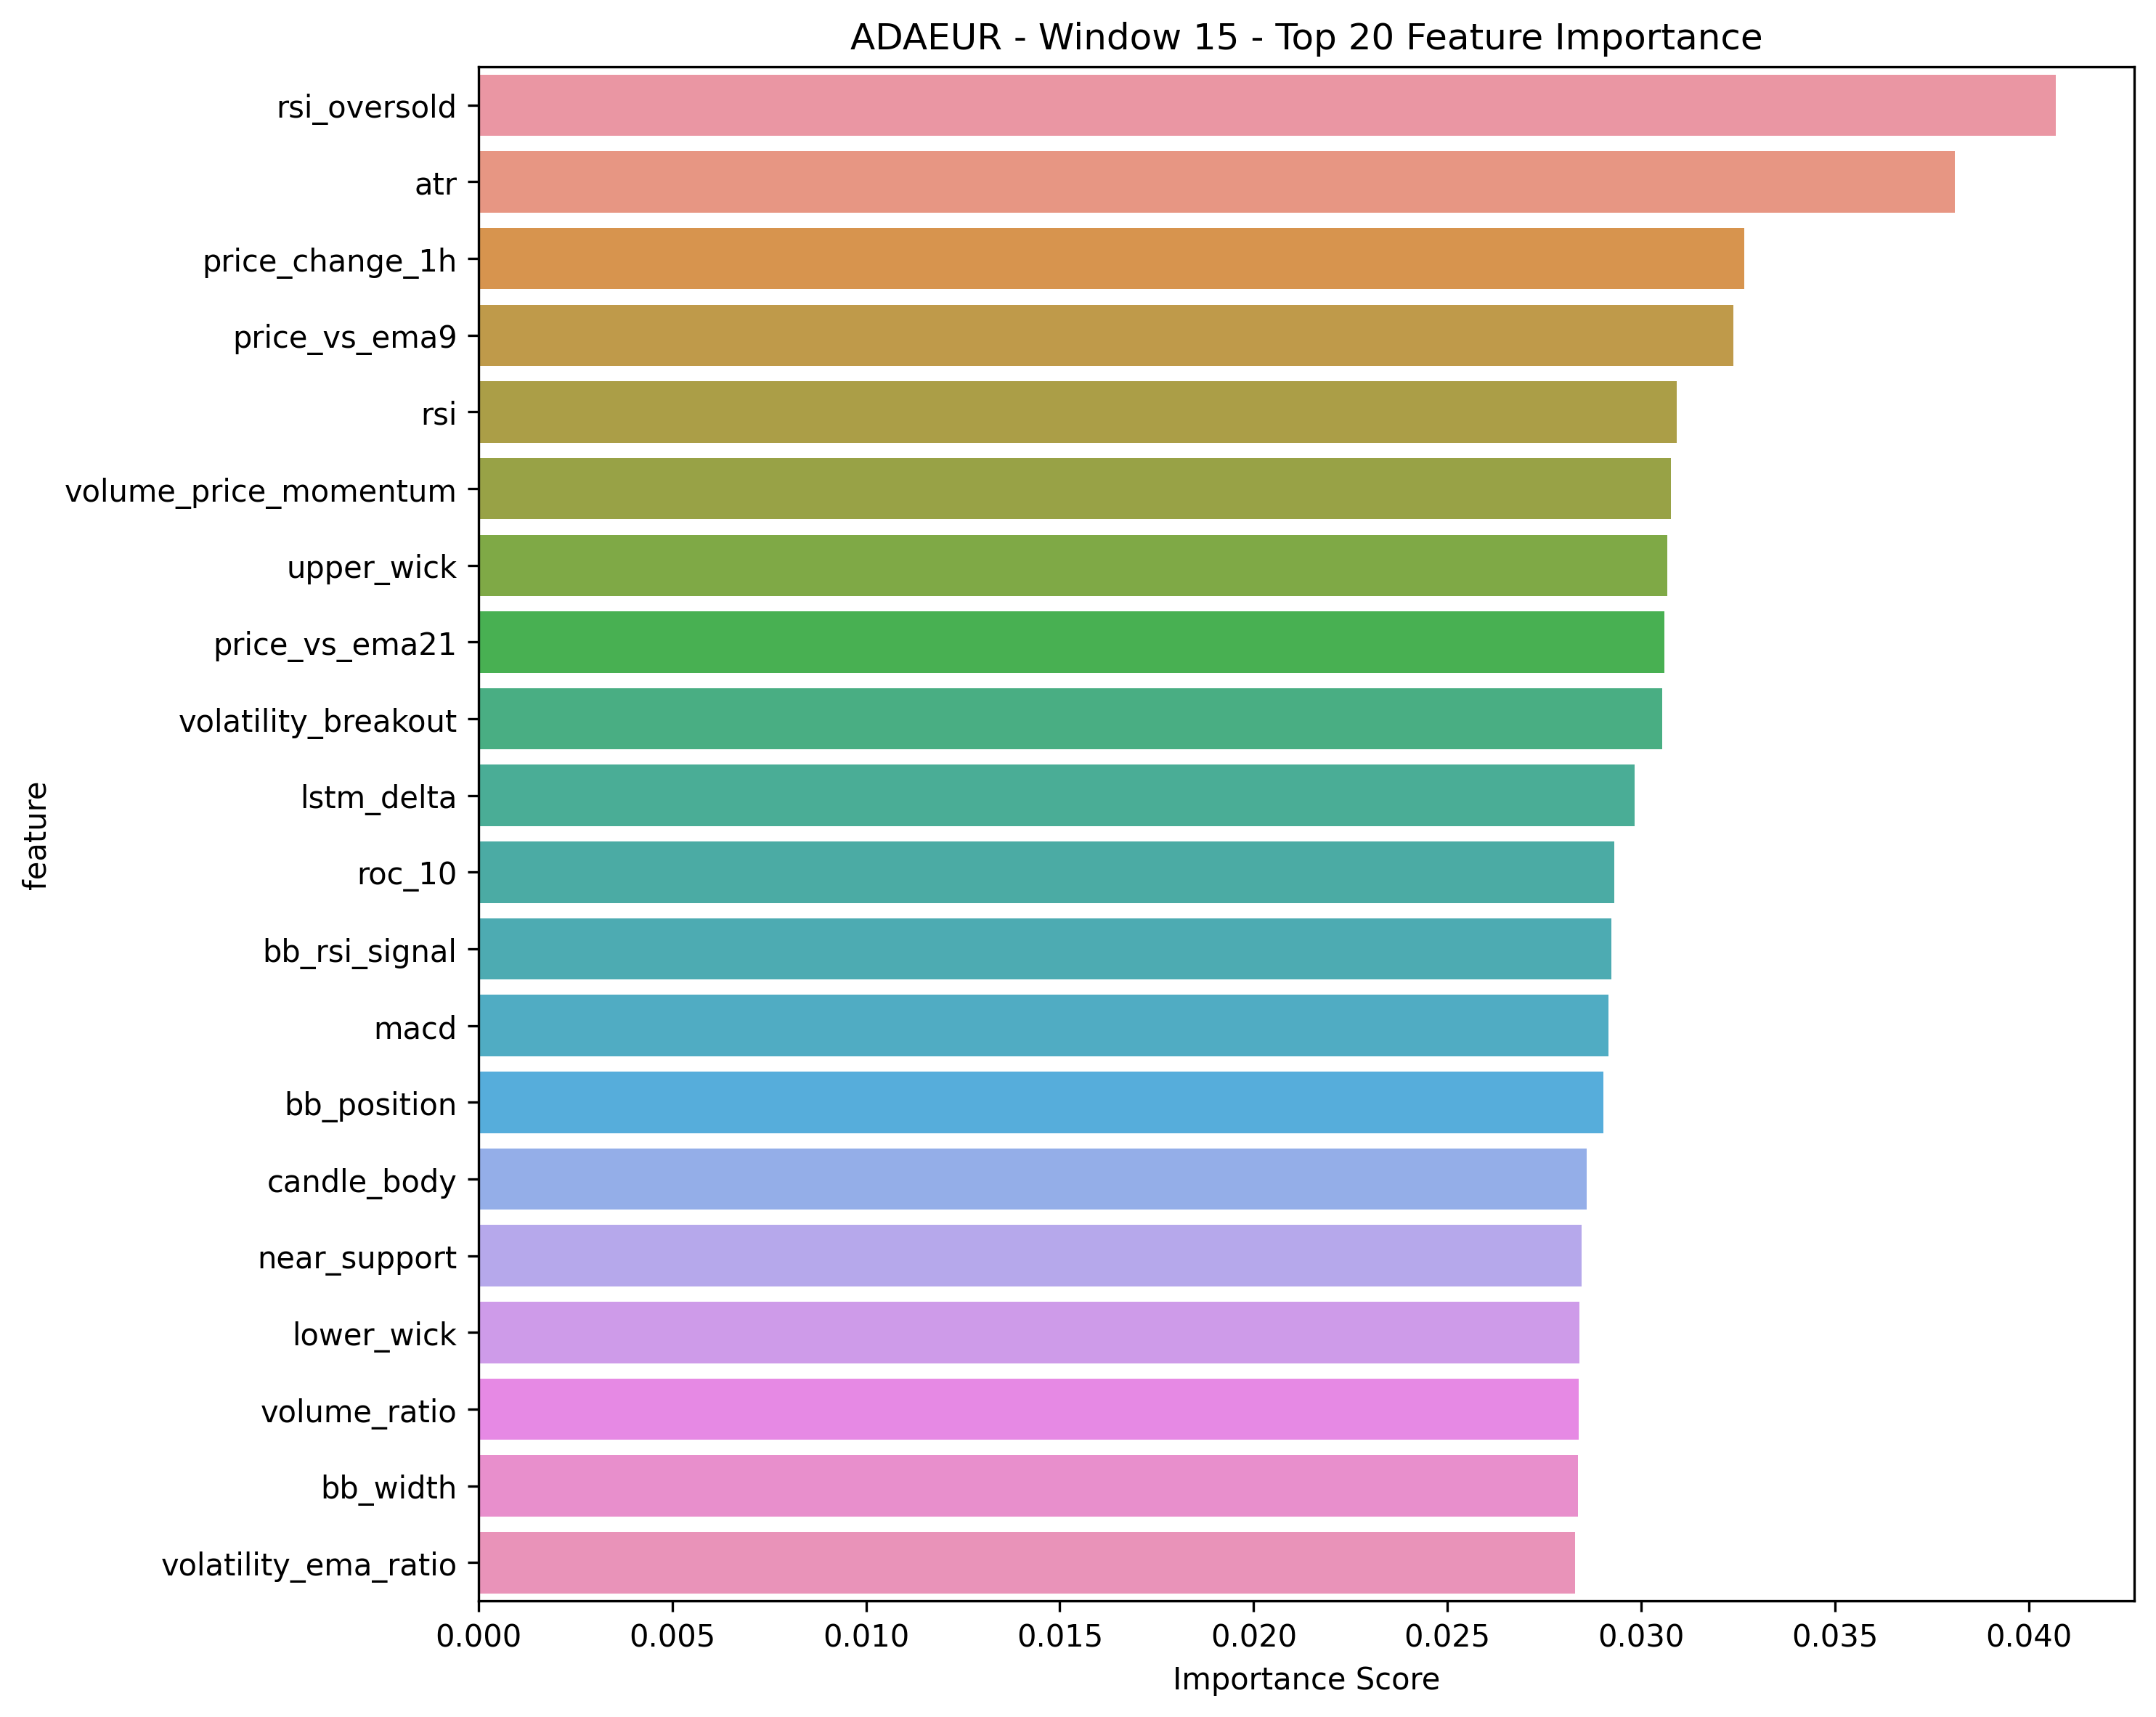 ADAEUR - Window 15 - Top 20 Feature Importance
feature
rsi_oversold
atr
price_change_1h
price_vs_ema9
rsi
volume_price_momentum
upper_wick
price_vs_ema21
volatility_breakout
lstm_delta
roc_10
bb_rsi_signal
macd
bb_position
candle_body
near_support
lower_wick
volume_ratio
bb_width
volatility_ema_ratio
0.000 0.005 0.010 0.015 0.020 0.025 0.030 0.035 0.040
Importance Score